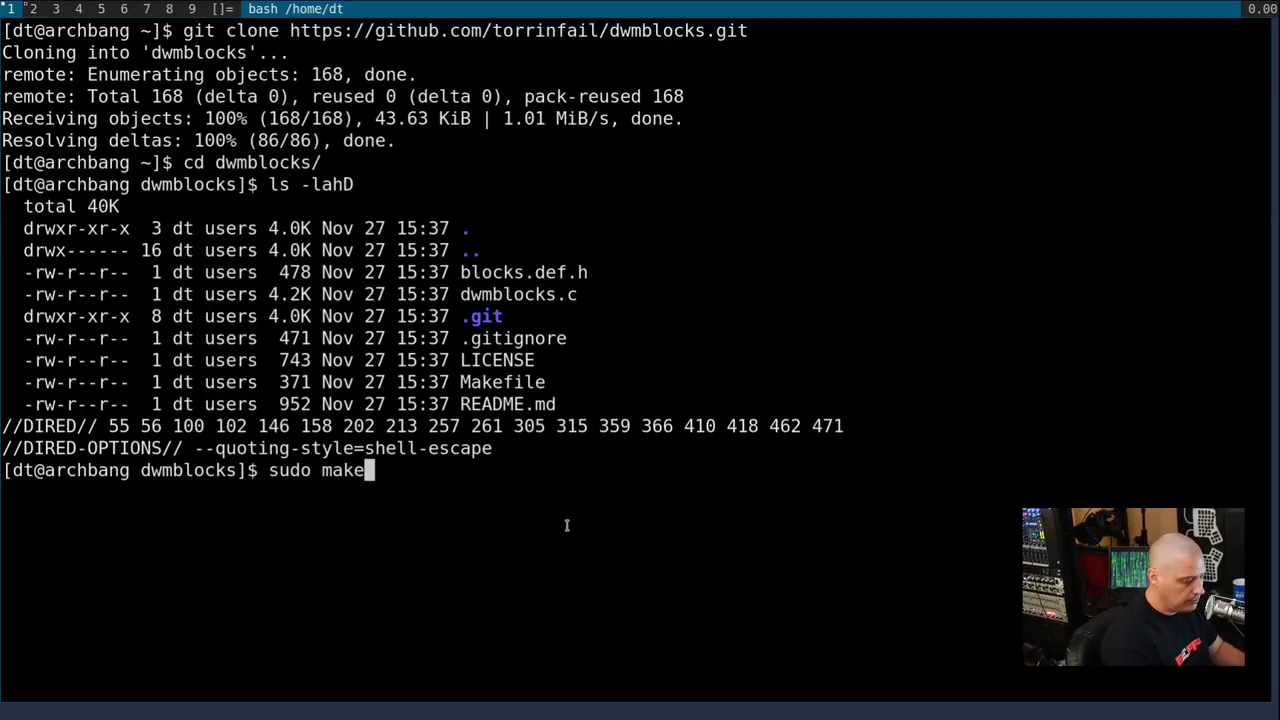 1 2 3 4 5 6 7 8 9 []= bash /home/dt 0.00
[dt@archbang ~]$ git clone https://github.com/torrinfail/dwmblocks.git
Cloning into 'dwmblocks'...
remote: Enumerating objects: 168, done.
remote: Total 168 (delta 0), reused 0 (delta 0), pack-reused 168
Receiving objects: 100% (168/168), 43.63 KiB | 1.01 MiB/s, done.
Resolving deltas: 100% (86/86), done.
[dt@archbang ~]$ cd dwmblocks/
[dt@archbang dwmblocks]$ ls -lahD
total 40K
drwxr-xr-x 3 dt users 4.0K Nov 27 15:37 .
drwx------ 16 dt users 4.0K Nov 27 15:37 ..
-rw-r--r-- 1 dt users 478 Nov 27 15:37 blocks.def.h
-rw-r--r-- 1 dt users 4.2K Nov 27 15:37 dwmblocks.c
drwxr-xr-x 8 dt users 4.0K Nov 27 15:37 .git
-rw-r--r-- 1 dt users 471 Nov 27 15:37 .gitignore
-rw-r--r-- 1 dt users 743 Nov 27 15:37 LICENSE
-rw-r--r-- 1 dt users 371 Nov 27 15:37 Makefile
-rw-r--r-- 1 dt users 952 Nov 27 15:37 README.md
//DIRED// 55 56 100 102 146 158 202 213 257 261 305 315 359 366 410 418 462 471
//DIRED-OPTIONS// --quoting-style=shell-escape
[dt@archbang dwmblocks]$ sudo make